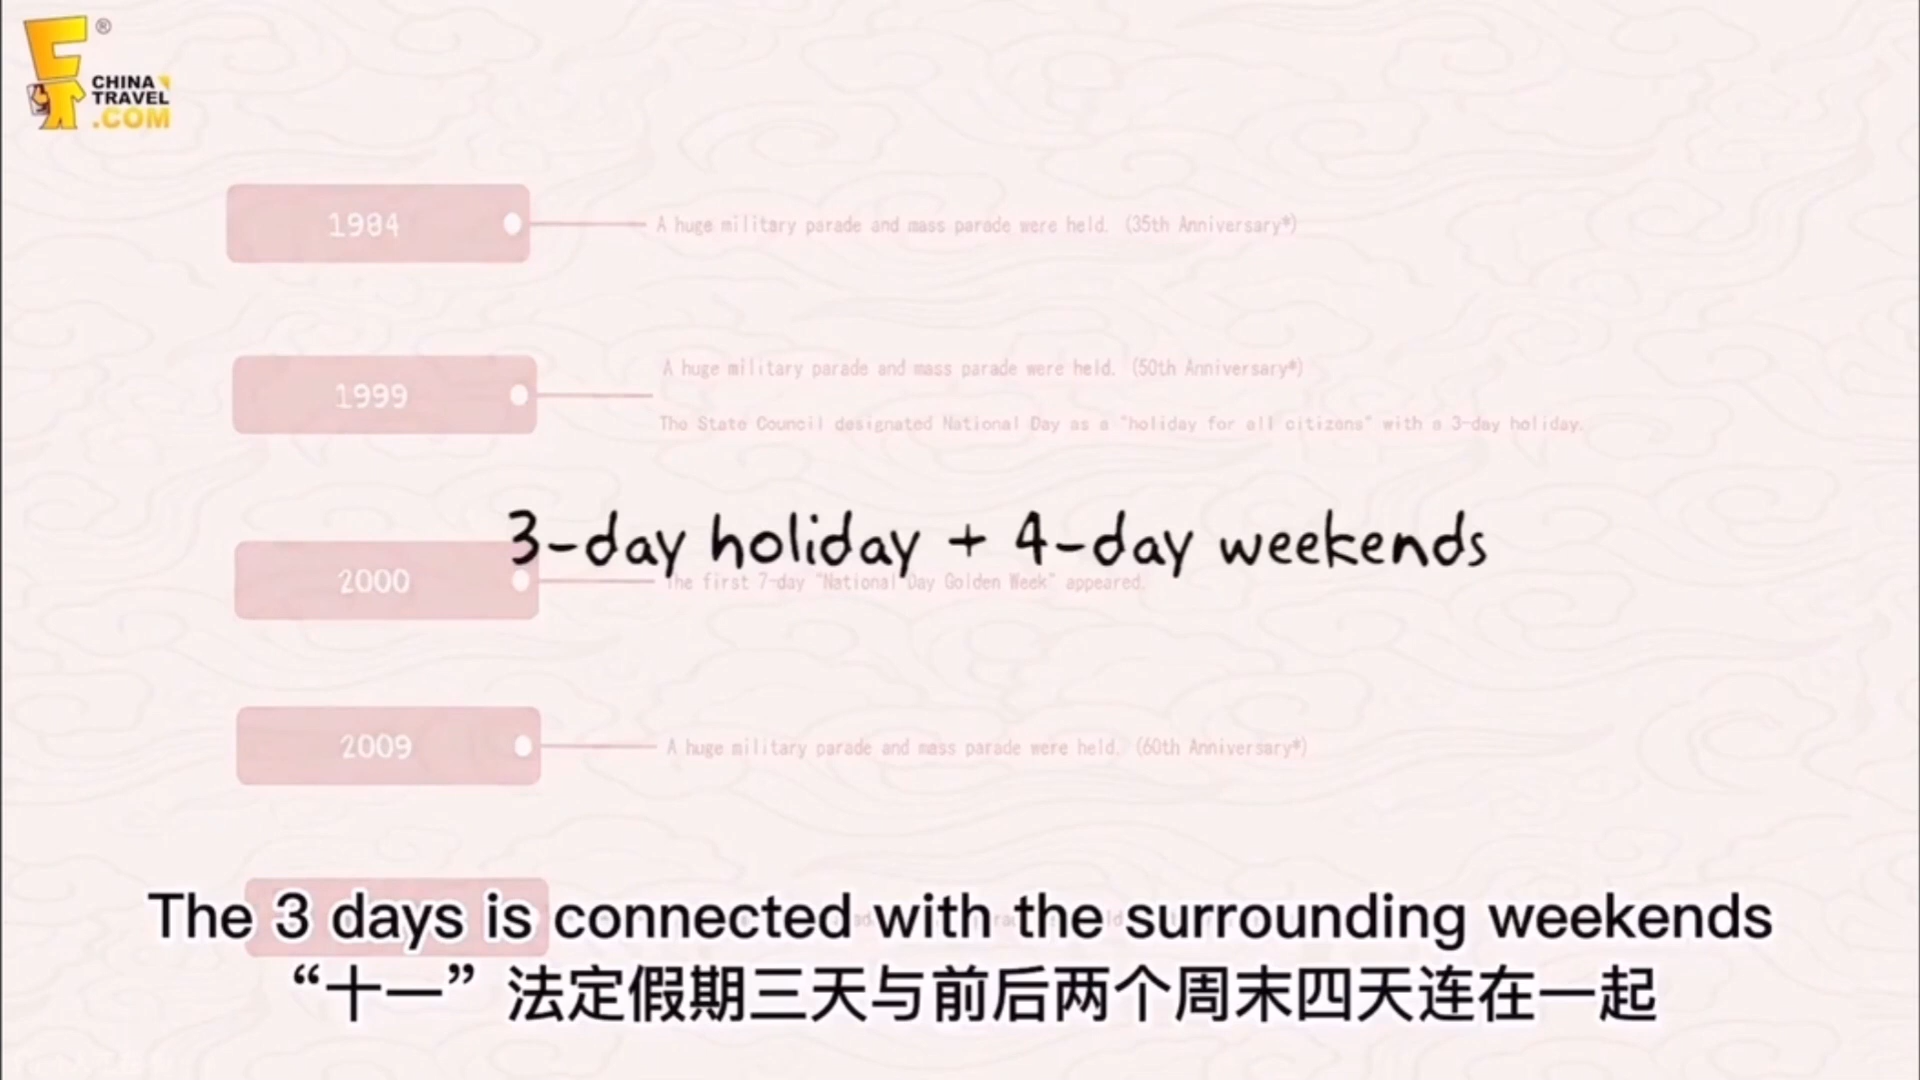 ®
CHINA
TRAVEL
.COM
1984
A huge military parade and mass parade were held. (35th Anniversary*)
1999
A huge military parade and mass parade were held. (50th Anniversary*)
The State Council designated National Day as a "holiday for all citizens" with a 3-day holiday.
3-day holiday + 4-day weekends
2000
The first 7-day "National Day Golden Week" appeared.
2009
A huge military parade and mass parade were held. (60th Anniversary*)
The 3 days is connected with the surrounding weekends
“十一”法定假期三天与前后两个周末四天连在一起